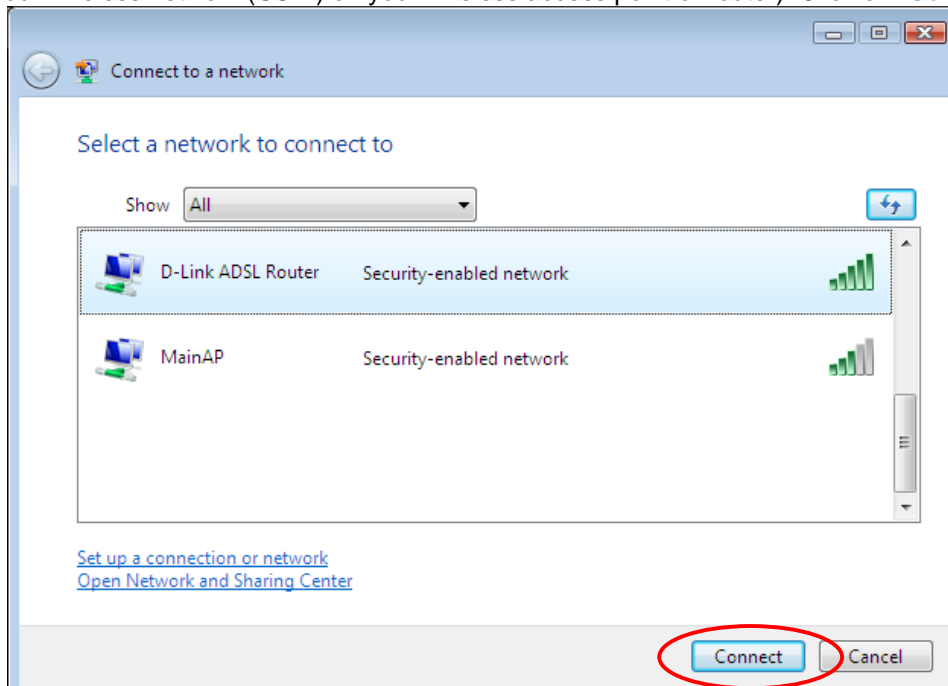 Connect to a network
Select a network to connect to
Show All
D-Link ADSL Router Security-enabled network
MainAP Security-enabled network
Set up a connection or network
Open Network and Sharing Center
Connect Cancel